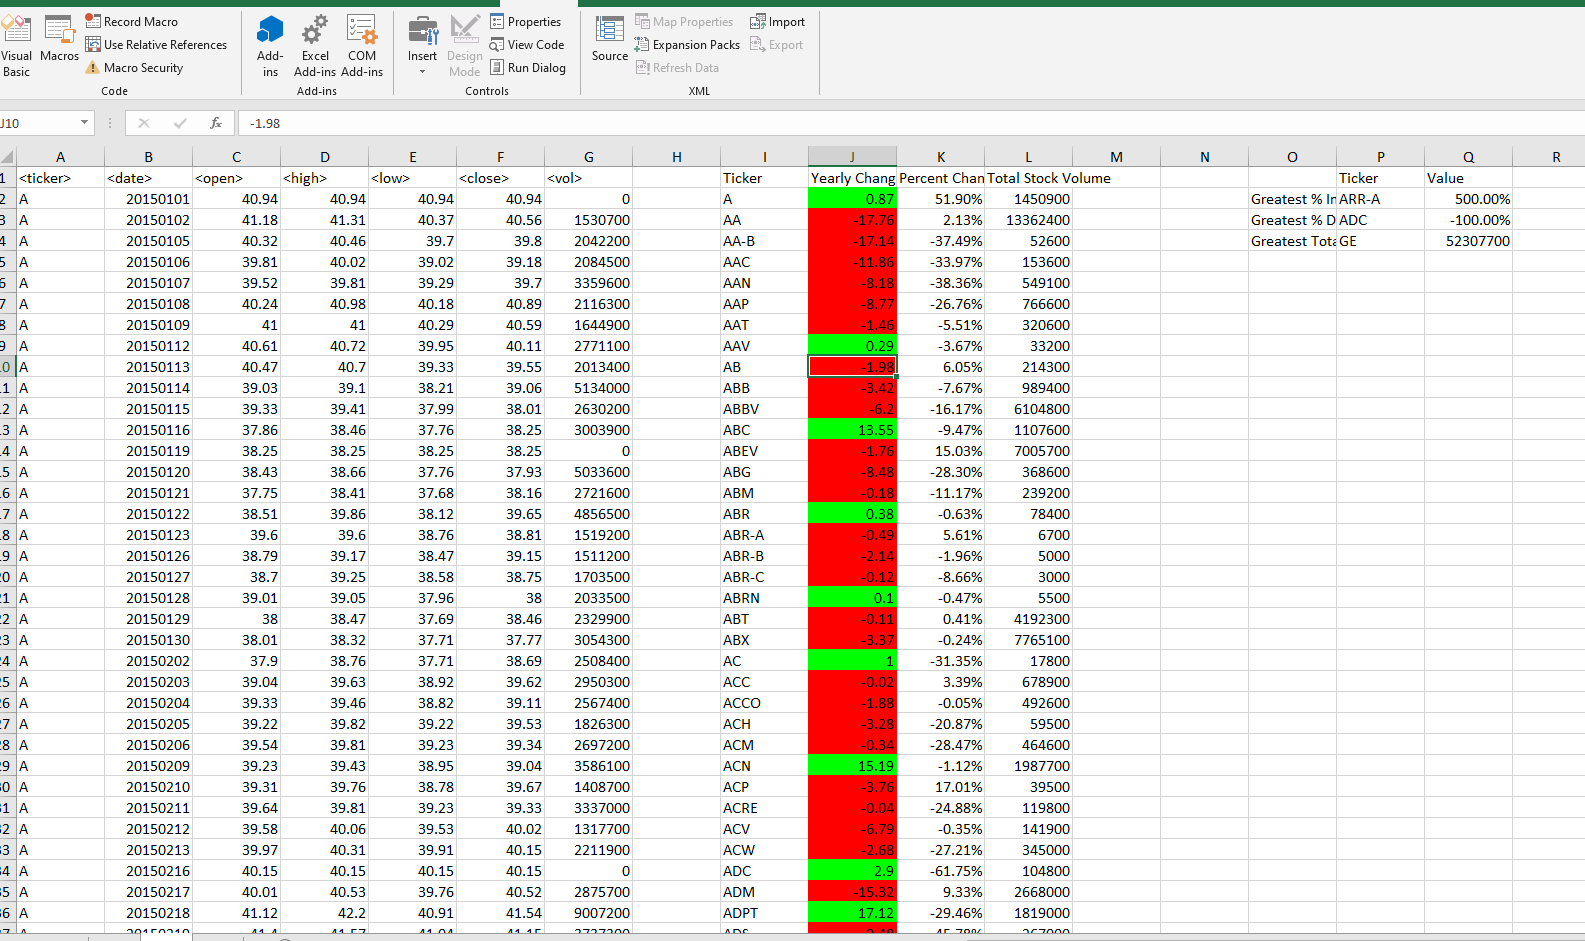 Record Macro Properties Map Properties Import
Use Relative References View Code Expansion Packs Export
Macro Security Run Dialog Refresh Data
Visual Basic Macros Add-ins Excel Add-ins COM Add-ins Insert Design Mode Source
Code Add-ins Controls XML
J10 fx -1.98
A B C D E F G H I J K L M N O P Q R
1 <ticker> <date> <open> <high> <low> <close> <vol> Ticker Yearly Chang Percent Chan Total Stock Volume Ticker Value
2 A 20150101 40.94 40.94 40.94 40.94 0 A 0.87 51.90% 1450900 Greatest % In ARR-A 500.00%
3 A 20150102 41.18 41.31 40.37 40.56 1530700 AA -17.76 2.13% 13362400 Greatest % D ADC -100.00%
4 A 20150105 40.32 40.46 39.7 39.8 2042200 AA-B -17.14 -37.49% 52600 Greatest Tota GE 52307700
5 A 20150106 39.81 40.02 39.02 39.18 2084500 AAC -11.86 -33.97% 153600
6 A 20150107 39.52 39.81 39.29 39.7 3359600 AAN -8.18 -38.36% 549100
7 A 20150108 40.24 40.98 40.18 40.89 2116300 AAP -8.77 -26.76% 766600
8 A 20150109 41 41 40.29 40.59 1644900 AAT -1.46 -5.51% 320600
9 A 20150112 40.61 40.72 39.95 40.11 2771100 AAV 0.29 -3.67% 33200
0 A 20150113 40.47 40.7 39.33 39.55 2013400 AB -1.98 6.05% 214300
1 A 20150114 39.03 39.1 38.21 39.06 5134000 ABB -3.42 -7.67% 989400
2 A 20150115 39.33 39.41 37.99 38.01 2630200 ABBV -6.2 -16.17% 6104800
3 A 20150116 37.86 38.46 37.76 38.25 3003900 ABC 13.55 -9.47% 1107600
4 A 20150119 38.25 38.25 38.25 38.25 0 ABEV -1.76 15.03% 7005700
5 A 20150120 38.43 38.66 37.76 37.93 5033600 ABG -8.48 -28.30% 368600
6 A 20150121 37.75 38.41 37.68 38.16 2721600 ABM -0.18 -11.17% 239200
7 A 20150122 38.51 39.86 38.12 39.65 4856500 ABR 0.38 -0.63% 78400
8 A 20150123 39.6 39.6 38.76 38.81 1519200 ABR-A -0.49 5.61% 6700
9 A 20150126 38.79 39.17 38.47 39.15 1511200 ABR-B -2.14 -1.96% 5000
20 A 20150127 38.7 39.25 38.58 38.75 1703500 ABR-C -0.12 -8.66% 3000
21 A 20150128 39.01 39.05 37.96 38 2033500 ABRN 0.1 -0.47% 5500
22 A 20150129 38 38.47 37.69 38.46 2329900 ABT -0.11 0.41% 4192300
23 A 20150130 38.01 38.32 37.71 37.77 3054300 ABX -3.37 -0.24% 7765100
24 A 20150202 37.9 38.76 37.71 38.69 2508400 AC 1 -31.35% 17800
25 A 20150203 39.04 39.63 38.92 39.62 2950300 ACC -0.02 3.39% 678900
26 A 20150204 39.33 39.46 38.82 39.11 2567400 ACCO -1.88 -0.05% 492600
27 A 20150205 39.22 39.82 39.22 39.53 1826300 ACH -3.28 -20.87% 59500
28 A 20150206 39.54 39.81 39.23 39.34 2697200 ACM -0.34 -28.47% 464600
29 A 20150209 39.23 39.43 38.95 39.04 3586100 ACN 15.19 -1.12% 1987700
30 A 20150210 39.31 39.76 38.78 39.67 1408700 ACP -3.76 17.01% 39500
31 A 20150211 39.64 39.81 39.23 39.33 3337000 ACRE -0.04 -24.88% 119800
32 A 20150212 39.58 40.06 39.53 40.02 1317700 ACV -6.79 -0.35% 141900
33 A 20150213 39.97 40.31 39.91 40.15 2211900 ACW -2.68 -27.21% 345000
34 A 20150216 40.15 40.15 40.15 40.15 0 ADC 2.9 -61.75% 104800
35 A 20150217 40.01 40.53 39.76 40.52 2875700 ADM -15.32 9.33% 2668000
36 A 20150218 41.12 42.2 40.91 41.54 9007200 ADPT 17.12 -29.46% 1819000